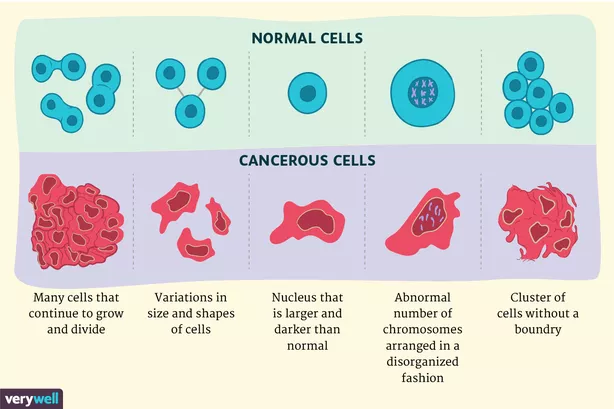 NORMAL CELLS
CANCEROUS CELLS
Many cells that
continue to grow
and divide
Variations in
size and shapes
of cells
Nucleus that
is larger and
darker than
normal
Abnormal
number of
chromosomes
arranged in a
disorganized
fashion
Cluster of
cells without a
boundry
verywell